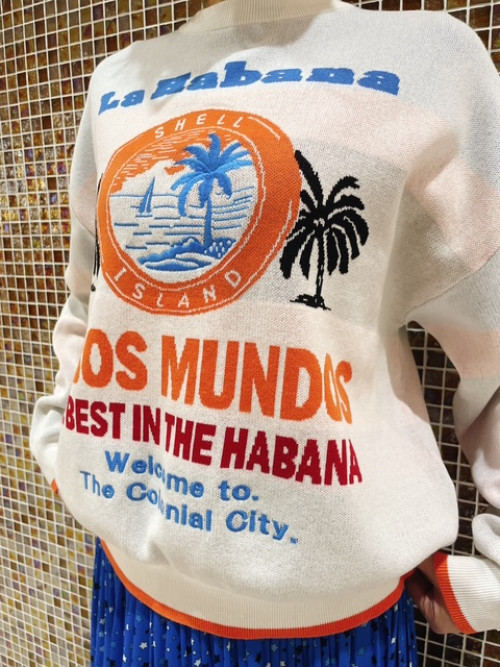 La Habana
SHELL
ISLAND
DOS MUNDOS
BEST IN THE HABANA
Welcome to.
The Colonial City.